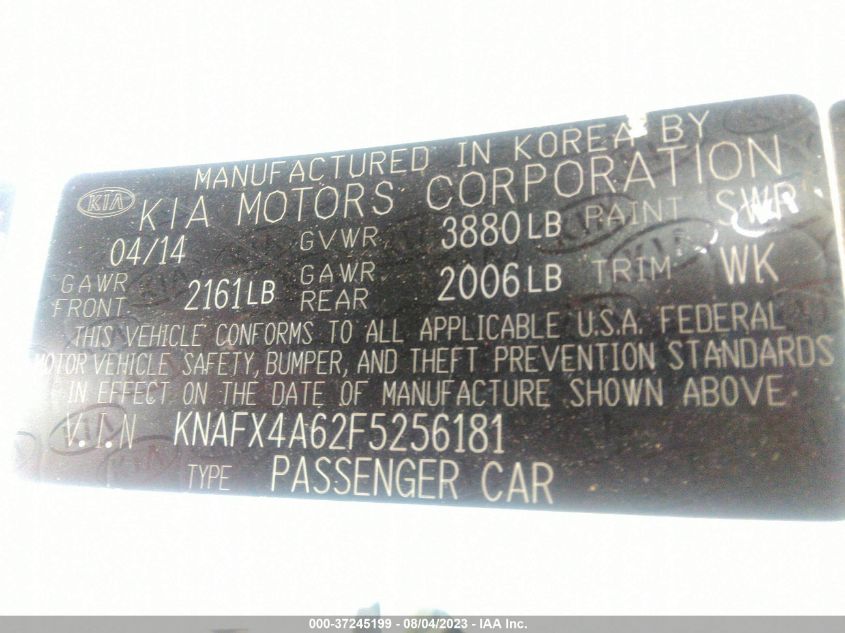 MANUFACTURED IN KOREA BY
KIA KIA MOTORS CORPORATION
04/14 GVWR 3880LB PAINT SWP
GAWR FRONT 2161LB GAWR REAR 2006LB TRIM WK
THIS VEHICLE CONFORMS TO ALL APPLICABLE U.S.A. FEDERAL
MOTOR VEHICLE SAFETY, BUMPER, AND THEFT PREVENTION STANDARDS
IN EFFECT ON THE DATE OF MANUFACTURE SHOWN ABOVE.
V.I.N KNAFX4A62F5256181
TYPE PASSENGER CAR
000-37245199 - 08/04/2023 - IAA Inc.